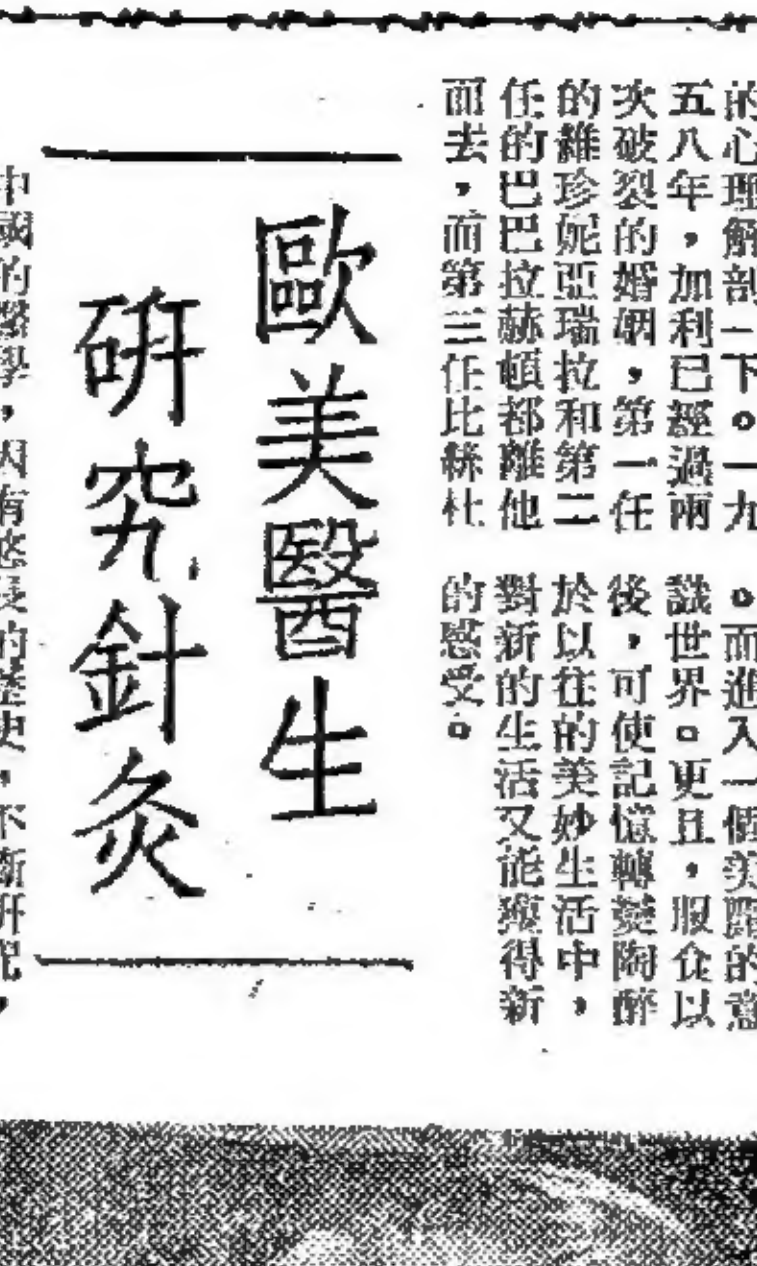 的心理解剖一下。一九
五八年，加利已經過兩
次破裂的婚姻，第一任
的維珍妮亞瑞拉和第二
任的巴巴拉赫頓都離他
而去，而第三任比絲杜
。而進入一個美麗的意
識世界。更且，服食以
後，可使記憶轉變陶醉
於以往的美妙生活中，
對新的生活又能獲得新
的感受。
歐美醫生
研究針灸
中國的醫學，因有悠長的歷史，不斷研究，